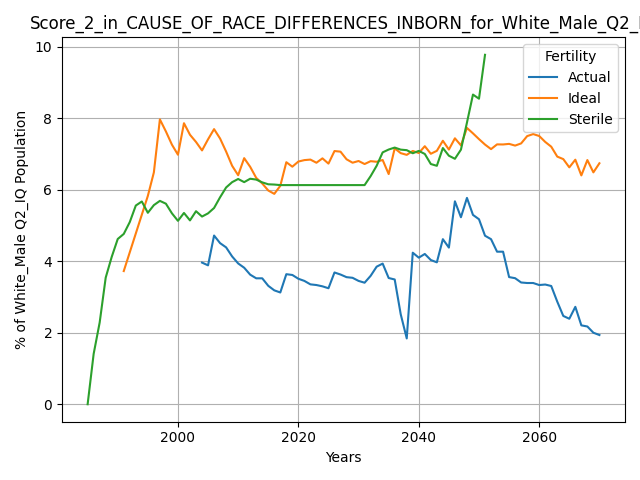 Score_2_in_CAUSE_OF_RACE_DIFFERENCES_INBORN_for_White_Male_Q2_
10
8
6
4
2
0
% of White_Male Q2_IQ Population
2000
2020
2040
2060
Years
Fertility
Actual
Ideal
Sterile